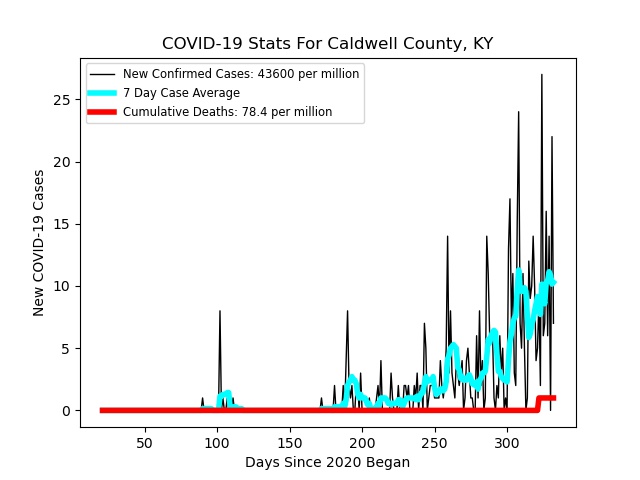 COVID-19 Stats For Caldwell County, KY
New Confirmed Cases: 43600 per million
7 Day Case Average
Cumulative Deaths: 78.4 per million
New COVID-19 Cases
25
20
15
10
5
0
50 100 150 200 250 300
Days Since 2020 Began